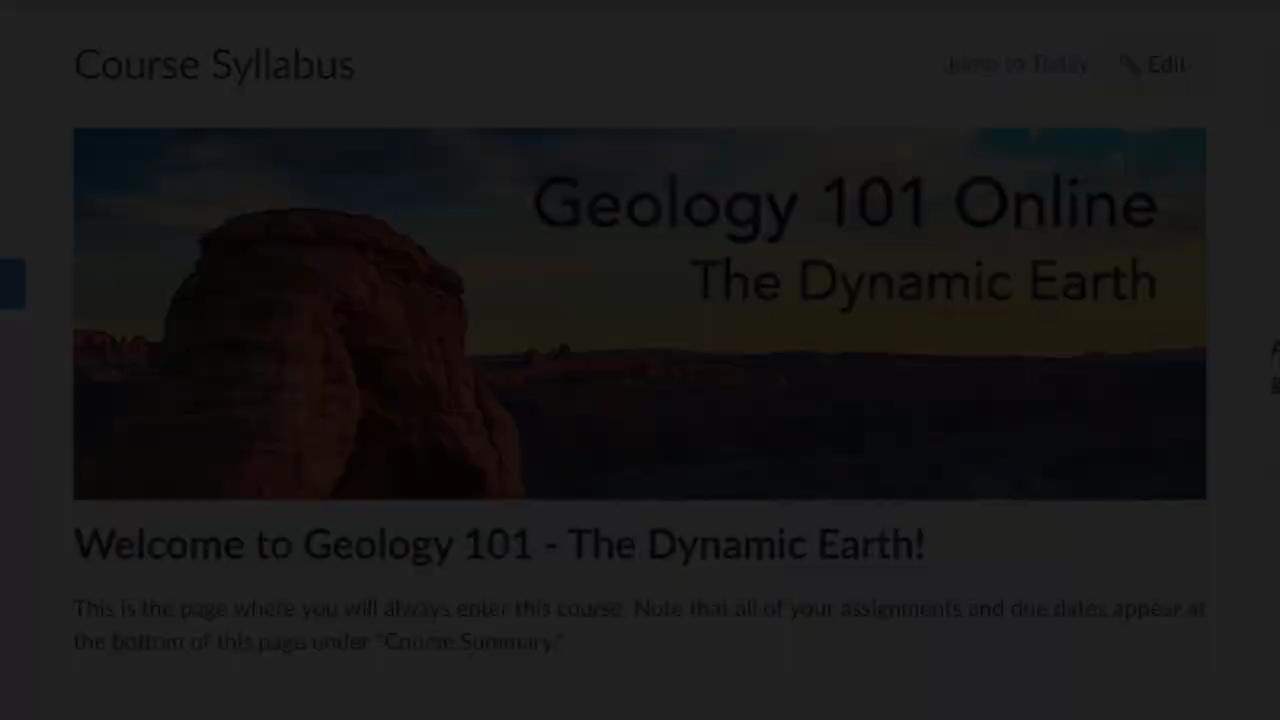 Course Syllabus
Jump to Today
Edit
Geology 101 Online
The Dynamic Earth
Welcome to Geology 101 - The Dynamic Earth!
This is the page where you will always enter this course. Note that all of your assignments and due dates appear at
the bottom of this page under "Course Summary."